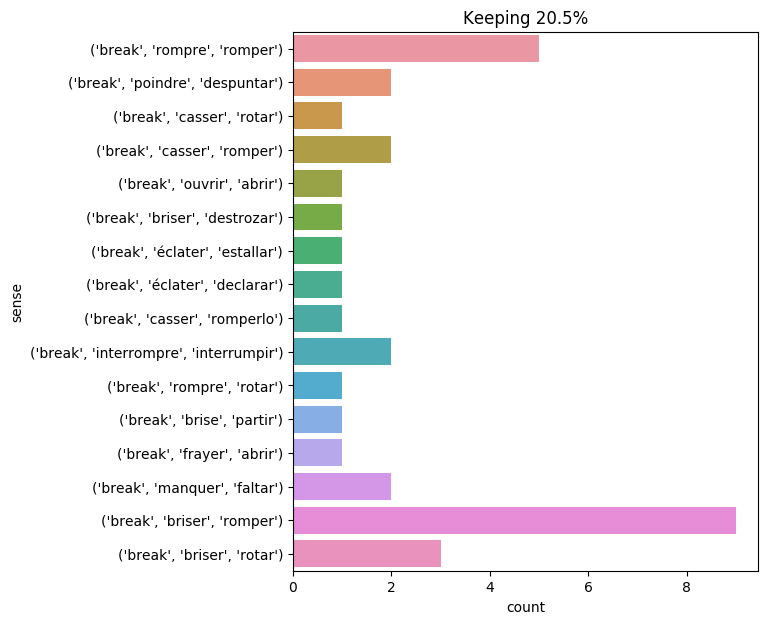 Keeping 20.5%
('break', 'rompre', 'romper')
('break', 'poindre', 'despuntar')
('break', 'casser', 'rotar')
('break', 'casser', 'romper')
('break', 'ouvrir', 'abrir')
('break', 'briser', 'destrozar')
('break', 'éclater', 'estallar')
('break', 'éclater', 'declarar')
('break', 'casser', 'romperlo')
('break', 'interrompre', 'interrumpir')
('break', 'rompre', 'rotar')
('break', 'brise', 'partir')
('break', 'frayer', 'abrir')
('break', 'manquer', 'faltar')
('break', 'briser', 'romper')
('break', 'briser', 'rotar')
sense
0 2 4 6 8
count